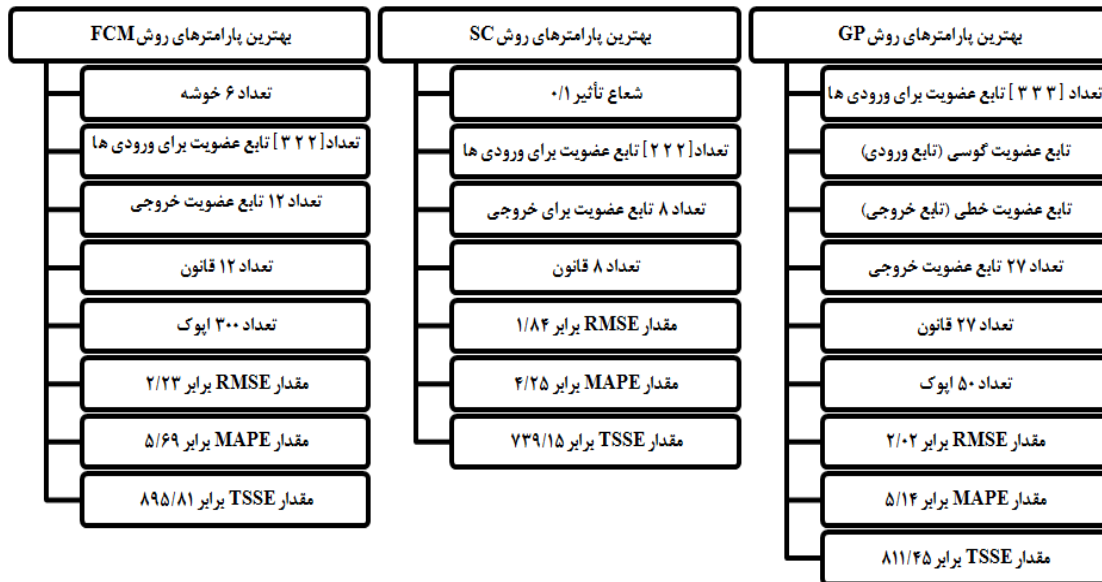 بهترین پارامترهای روش GP
تعداد [۳ ۳ ۳] تابع عضویت برای ورودی ها
تابع عضویت گوسی (تابع ورودی)
تابع عضویت خطی (تابع خروجی)
تعداد ۲۷ تابع عضویت خروجی
تعداد ۲۷ قانون
تعداد ۵۰ اپوک
مقدار RMSE برابر ۲/۰۲
مقدار MAPE برابر ۵/۱۴
مقدار TSSE برابر ۸۱۱/۴۵
بهترین پارامترهای روش SC
شعاع تأثیر ۰/۱
تعداد[۲ ۲ ۲] تابع عضویت برای ورودی ها
تعداد ۸ تابع عضویت برای خروجی
تعداد ۸ قانون
مقدار RMSE برابر ۱/۸۴
مقدار MAPE برابر ۴/۲۵
مقدار TSSE برابر ۷۳۹/۱۵
بهترین پارامترهای روش FCM
تعداد ۶ خوشه
تعداد[۳ ۲ ۲] تابع عضویت برای ورودی ها
تعداد ۱۲ تابع عضویت خروجی
تعداد ۱۲ قانون
تعداد ۳۰۰ اپوک
مقدار RMSE برابر ۲/۲۳
مقدار MAPE برابر ۵/۶۹
مقدار TSSE برابر ۸۹۵/۸۱